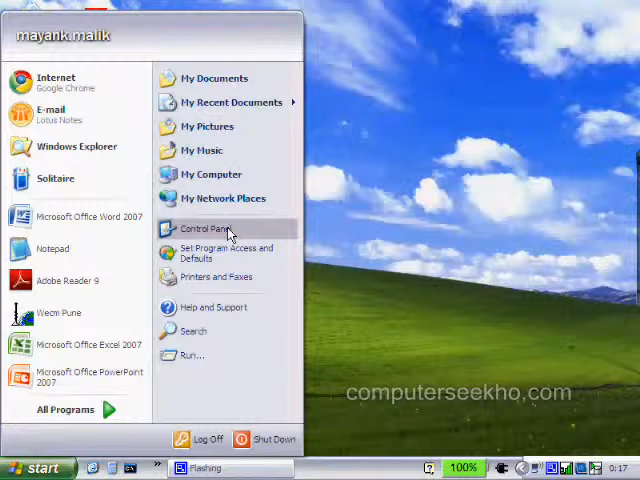 mayank.malik
Internet
Google Chrome
E-mail
Lotus Notes
Windows Explorer
Solitaire
Microsoft Office Word 2007
Notepad
Adobe Reader 9
Wecm Pune
Microsoft Office Excel 2007
Microsoft Office PowerPoint
2007
All Programs
My Documents
My Recent Documents
My Pictures
My Music
My Computer
My Network Places
Control Panel
Set Program Access and
Defaults
Printers and Faxes
Help and Support
Search
Run...
Log Off
Shut Down
computerseekho.com
start
Flashing
100%
0:17